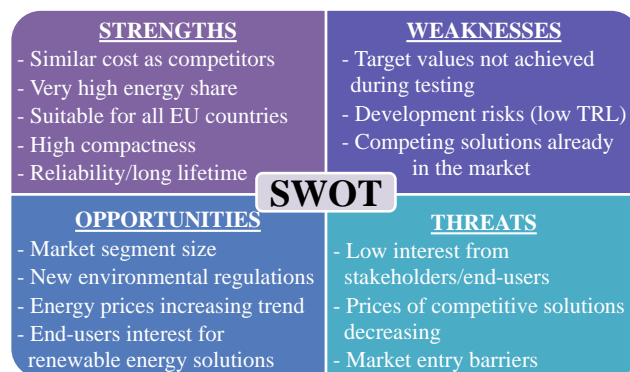 STRENGTHS
- Similar cost as competitors
- Very high energy share
- Suitable for all EU countries
- High compactness
- Reliability/long lifetime
WEAKNESSES
- Target values not achieved
during testing
- Development risks (low TRL)
- Competing solutions already
in the market
SWOT
OPPORTUNITIES
- Market segment size
- New environmental regulations
- Energy prices increasing trend
- End-users interest for
renewable energy solutions
THREATS
- Low interest from
stakeholders/end-users
- Prices of competitive solutions
decreasing
- Market entry barriers